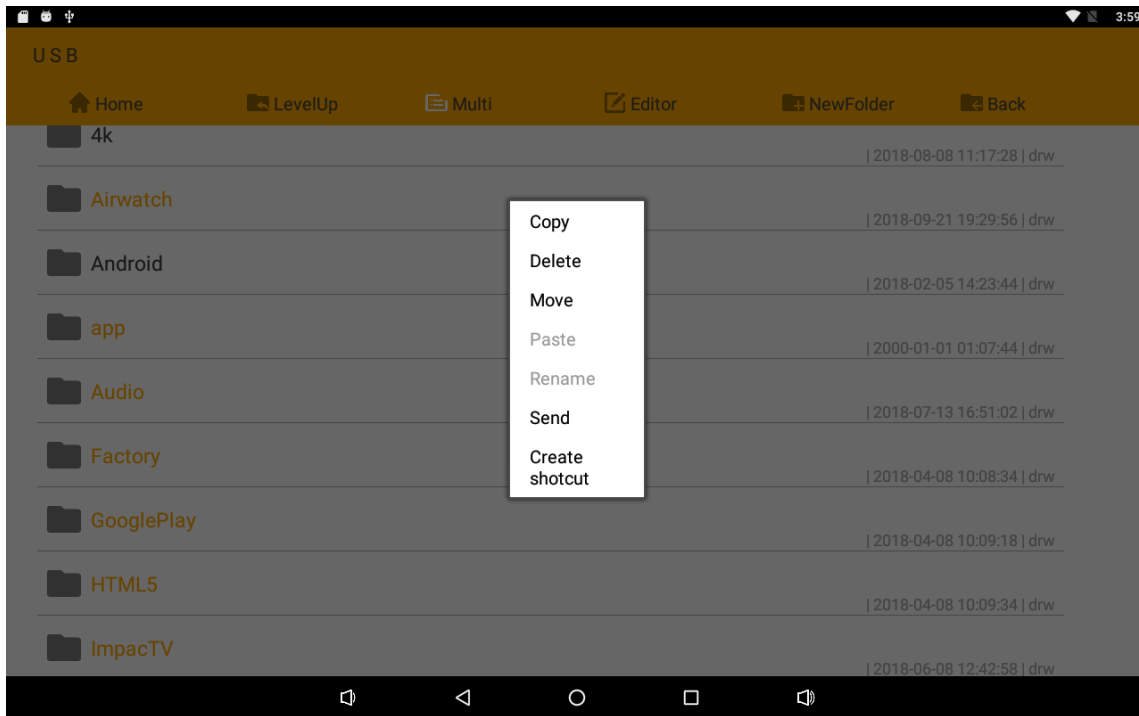 3:59
USB
Home LevelUp Multi Editor NewFolder Back
4k
| 2018-08-08 11:17:28 | drw
Airwatch
| 2018-09-21 19:29:56 | drw
Android
| 2018-02-05 14:23:44 | drw
app
| 2000-01-01 01:07:44 | drw
Audio
| 2018-07-13 16:51:02 | drw
Factory
| 2018-04-08 10:08:34 | drw
GooglePlay
| 2018-04-08 10:09:18 | drw
HTML5
| 2018-04-08 10:09:34 | drw
ImpacTV
| 2018-06-08 12:42:58 | drw
Copy
Delete
Move
Paste
Rename
Send
Create
shotcut